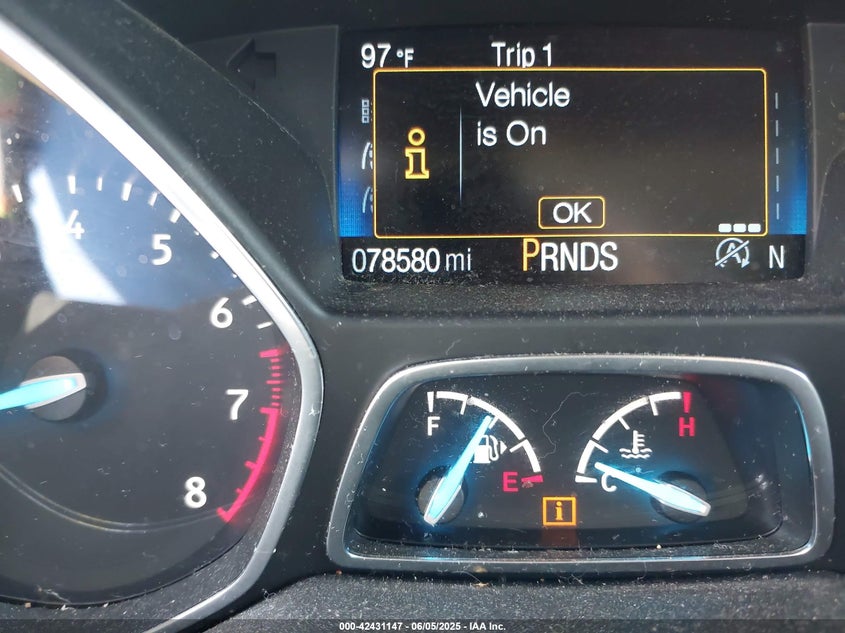 97 °F Trip 1
Vehicle
is On
i
OK
078580 mi PRNDS A N
4
5
6
7
8
F E
C H
i
000-42431147 - 06/05/2025 - IAA Inc.